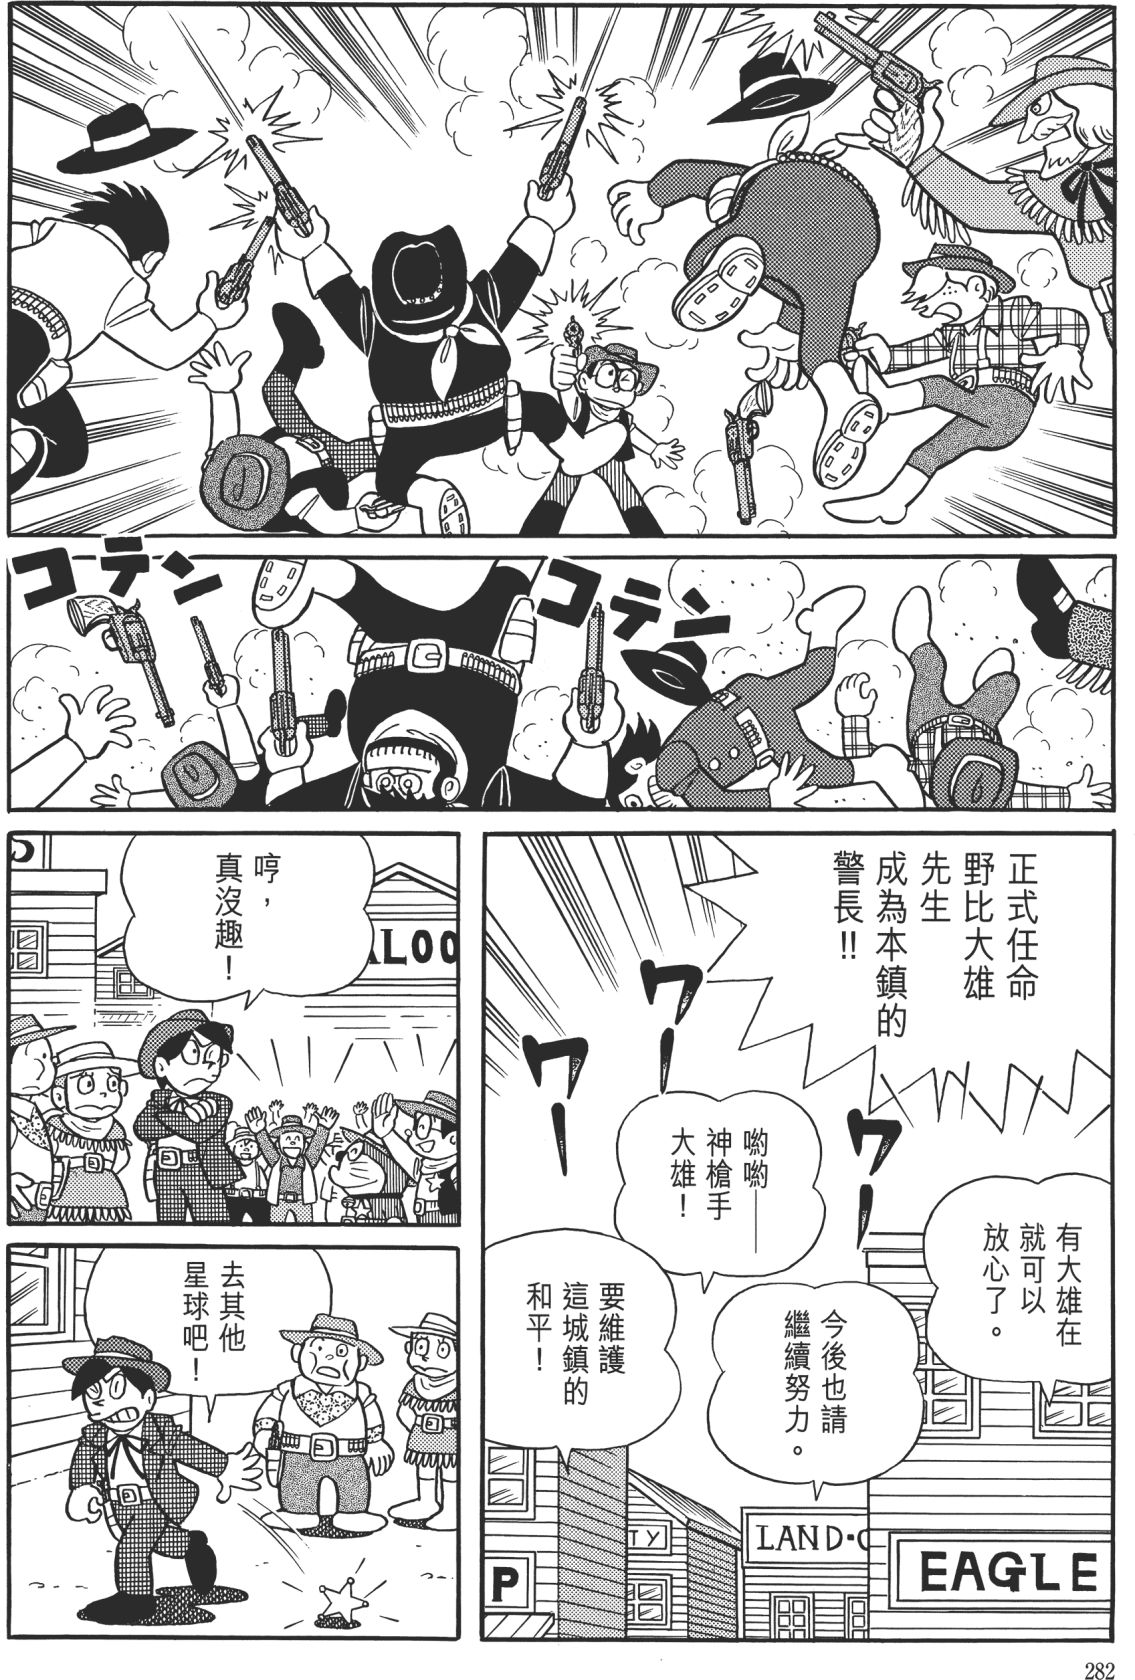 コテン
コテン
正式任命
野比大雄
先生
成為本鎮的
警長!!
ワー
ワー
ワー
喲喲——
神槍手
大雄！
有大雄在
就可以
放心了。
今後也請
繼續努力。
要維護
這城鎮的
和平！
P
TY
LAND·C
EAGLE
哼，
真沒趣！
S
ALOO
去其他
星球吧！
282